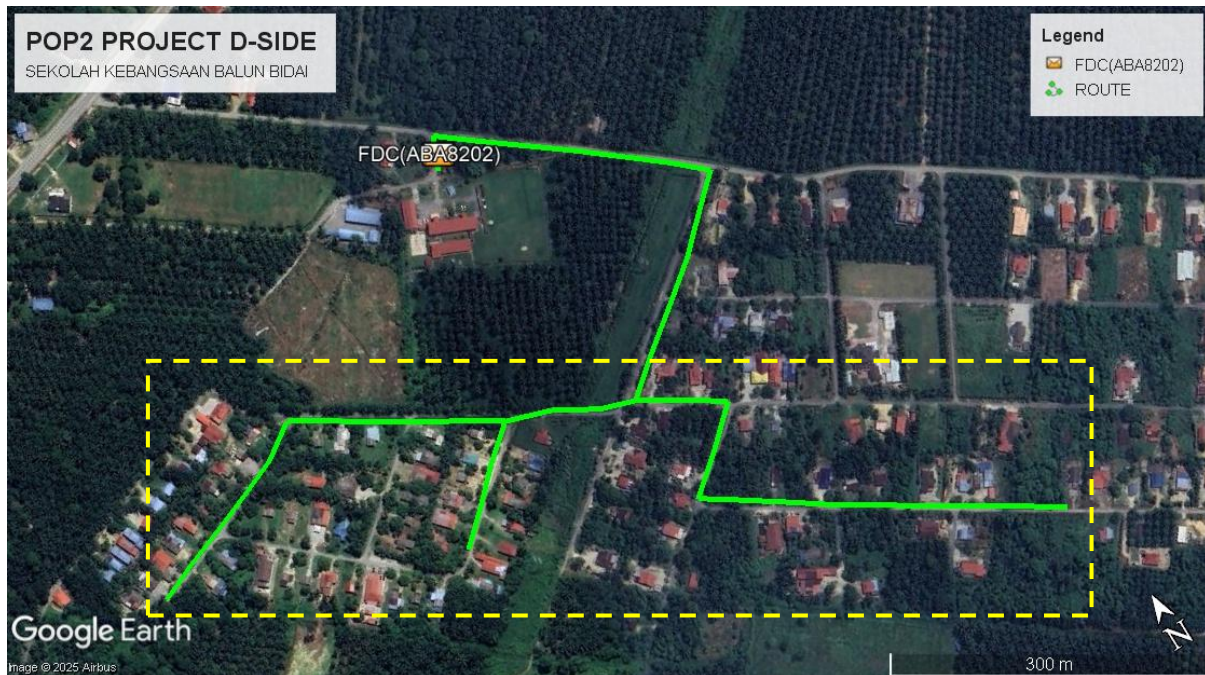 POP2 PROJECT D-SIDE
SEKOLAH KEBANGSAAN BALUN BIDAI
Legend
FDC(ABA8202)
ROUTE
FDC(ABA8202)
Google Earth
Image © 2025 Airbus
300 m
N